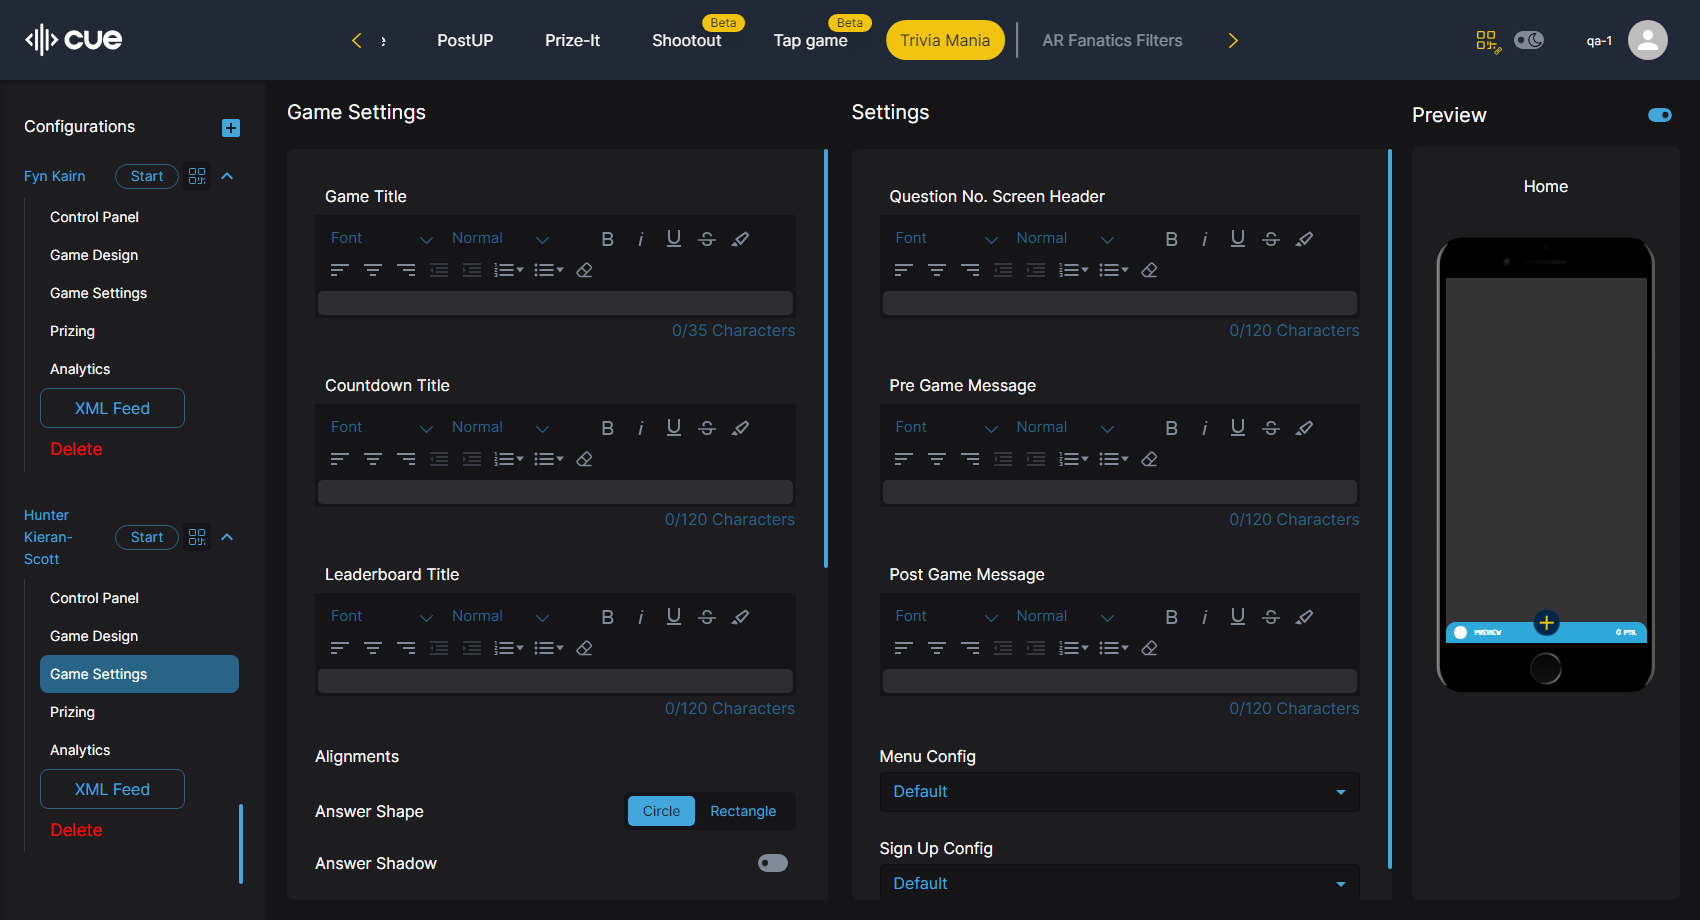 cue
e
PostUP
Prize-It
Shootout
Beta
Tap game
Beta
Trivia Mania
AR Fanatics Filters
qa-1
Configurations
Fyn Kairn
Start
Control Panel
Game Design
Game Settings
Prizing
Analytics
XML Feed
Delete
Hunter
Kieran-
Scott
Start
Control Panel
Game Design
Game Settings
Prizing
Analytics
XML Feed
Delete
Game Settings
Game Title
Font
Normal
B i U S
0/35 Characters
Countdown Title
Font
Normal
B i U S
0/120 Characters
Leaderboard Title
Font
Normal
B i U S
0/120 Characters
Alignments
Answer Shape
Circle
Rectangle
Answer Shadow
Settings
Question No. Screen Header
Font
Normal
B i U S
0/120 Characters
Pre Game Message
Font
Normal
B i U S
0/120 Characters
Post Game Message
Font
Normal
B i U S
0/120 Characters
Menu Config
Default
Sign Up Config
Default
Preview
Home
PREVIEW
0 PTS.